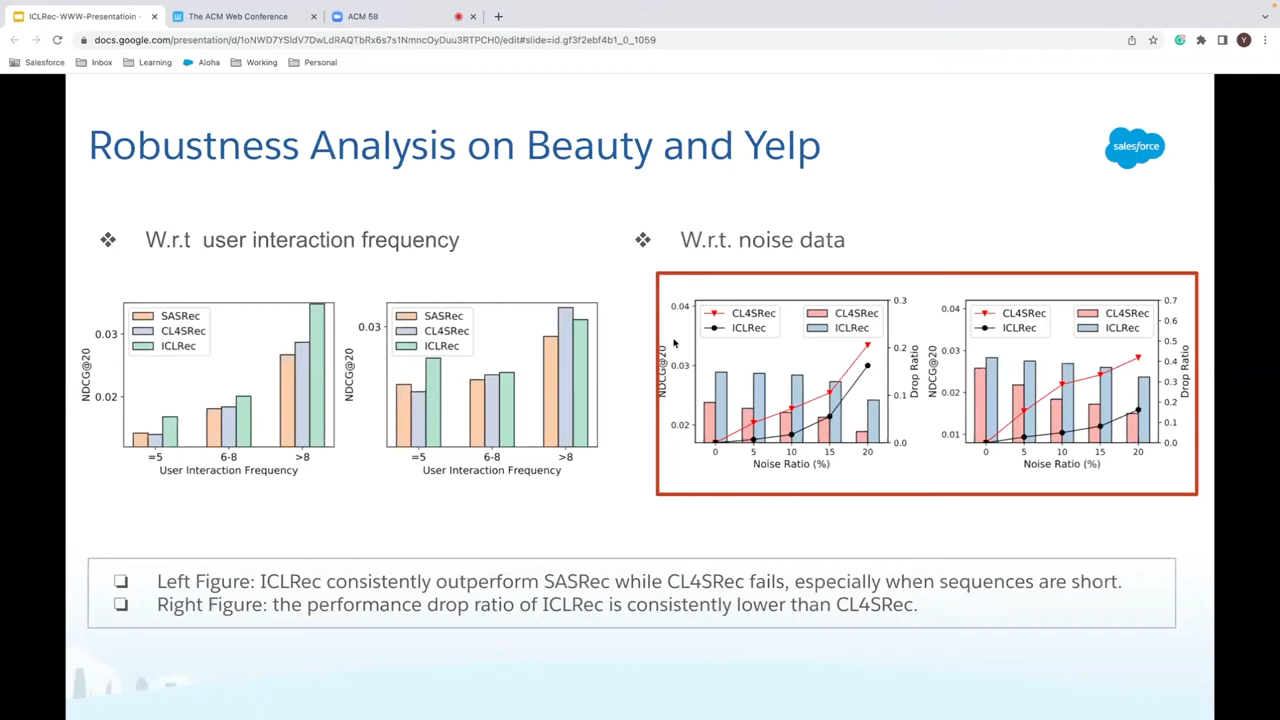 ICLRec-WWW-Presentatioin -
The ACM Web Conference
ACM 58
docs.google.com/presentation/d/1oNWD7YSldV7DwLdRAQTbRx6s7s1NmncOyDuu3RTPCH0/edit#slide=id.gf3f2ebf4b1_0_1059
Y
Salesforce
Inbox
Learning
Aloha
Working
Personal
Robustness Analysis on Beauty and Yelp
salesforce
❖ W.r.t user interaction frequency
❖ W.r.t. noise data
SASRec
CL4SRec
ICLRec
0.03
0.02
NDCG@20
=5 6-8 >8
User Interaction Frequency
SASRec
CL4SRec
ICLRec
0.03
NDCG@20
=5 6-8 >8
User Interaction Frequency
CL4SRec CL4SRec
ICLRec ICLRec
0.04
0.03
0.02
NDCG@20
0.3
0.2
0.1
0.0
Drop Ratio
0 5 10 15 20
Noise Ratio (%)
CL4SRec CL4SRec
ICLRec ICLRec
0.04
0.03
0.02
0.01
NDCG@20
0.7
0.6
0.5
0.4
0.3
0.2
0.1
0.0
Drop Ratio
0 5 10 15 20
Noise Ratio (%)
❏ Left Figure: ICLRec consistently outperform SASRec while CL4SRec fails, especially when sequences are short.
❏ Right Figure: the performance drop ratio of ICLRec is consistently lower than CL4SRec.